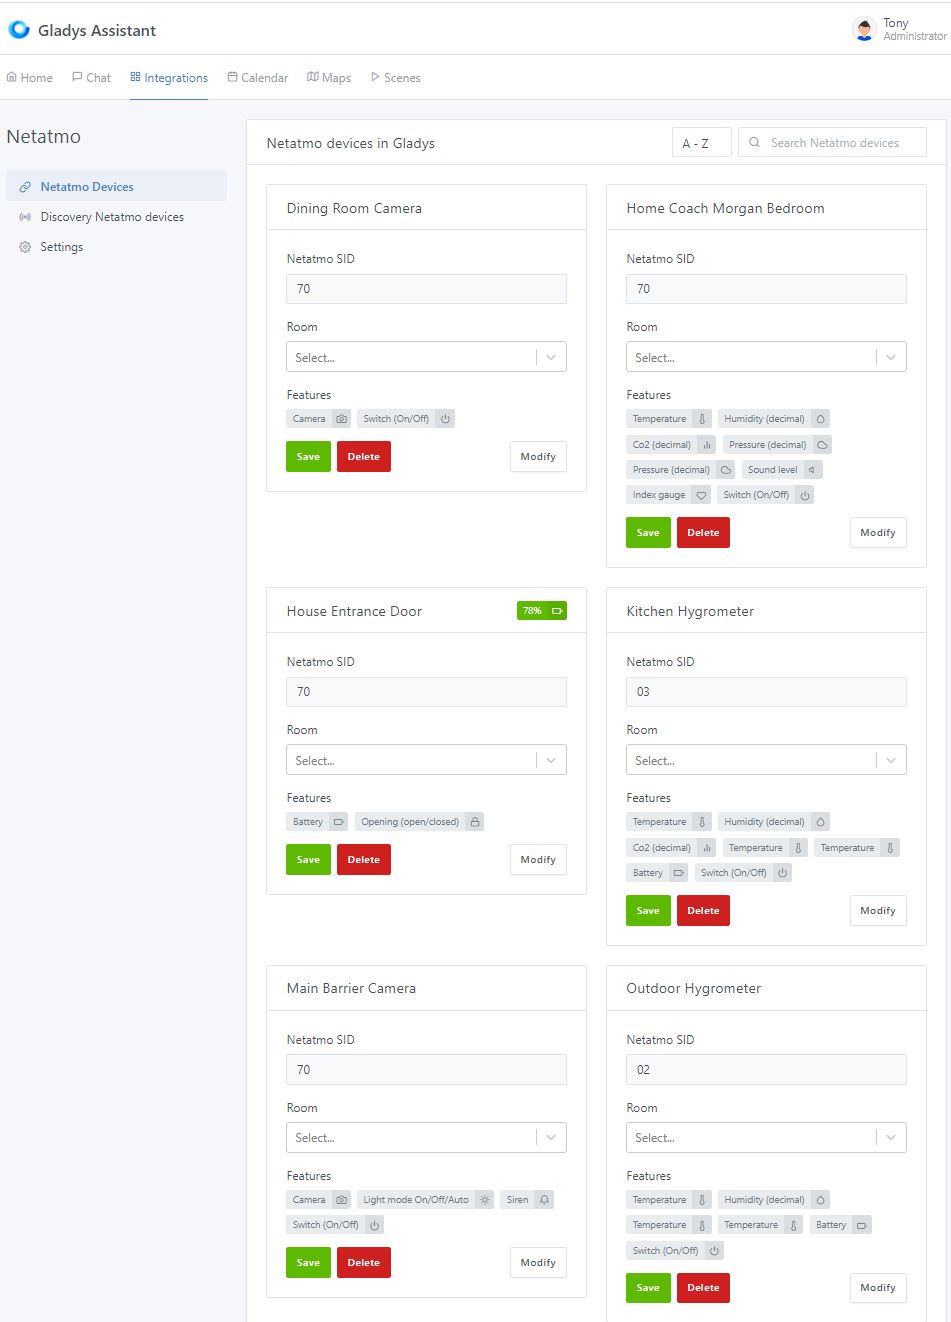 Gladys Assistant
Tony
Administrator
Home Chat Integrations Calendar Maps Scenes
Netatmo
Netatmo Devices
Discovery Netatmo devices
Settings
Netatmo devices in Gladys
A - Z
Search Netatmo devices
Dining Room Camera
Netatmo SID
70
Room
Select...
Features
Camera Switch (On/Off)
Save Delete Modify
Home Coach Morgan Bedroom
Netatmo SID
70
Room
Select...
Features
Temperature Humidity (decimal)
Co2 (decimal) Pressure (decimal)
Pressure (decimal) Sound level
Index gauge Switch (On/Off)
Save Delete Modify
House Entrance Door 78%
Netatmo SID
70
Room
Select...
Features
Battery Opening (open/closed)
Save Delete Modify
Kitchen Hygrometer
Netatmo SID
03
Room
Select...
Features
Temperature Humidity (decimal)
Co2 (decimal) Temperature Temperature
Battery Switch (On/Off)
Save Delete Modify
Main Barrier Camera
Netatmo SID
70
Room
Select...
Features
Camera Light mode On/Off/Auto Siren
Switch (On/Off)
Save Delete Modify
Outdoor Hygrometer
Netatmo SID
02
Room
Select...
Features
Temperature Humidity (decimal)
Temperature Temperature Battery
Switch (On/Off)
Save Delete Modify